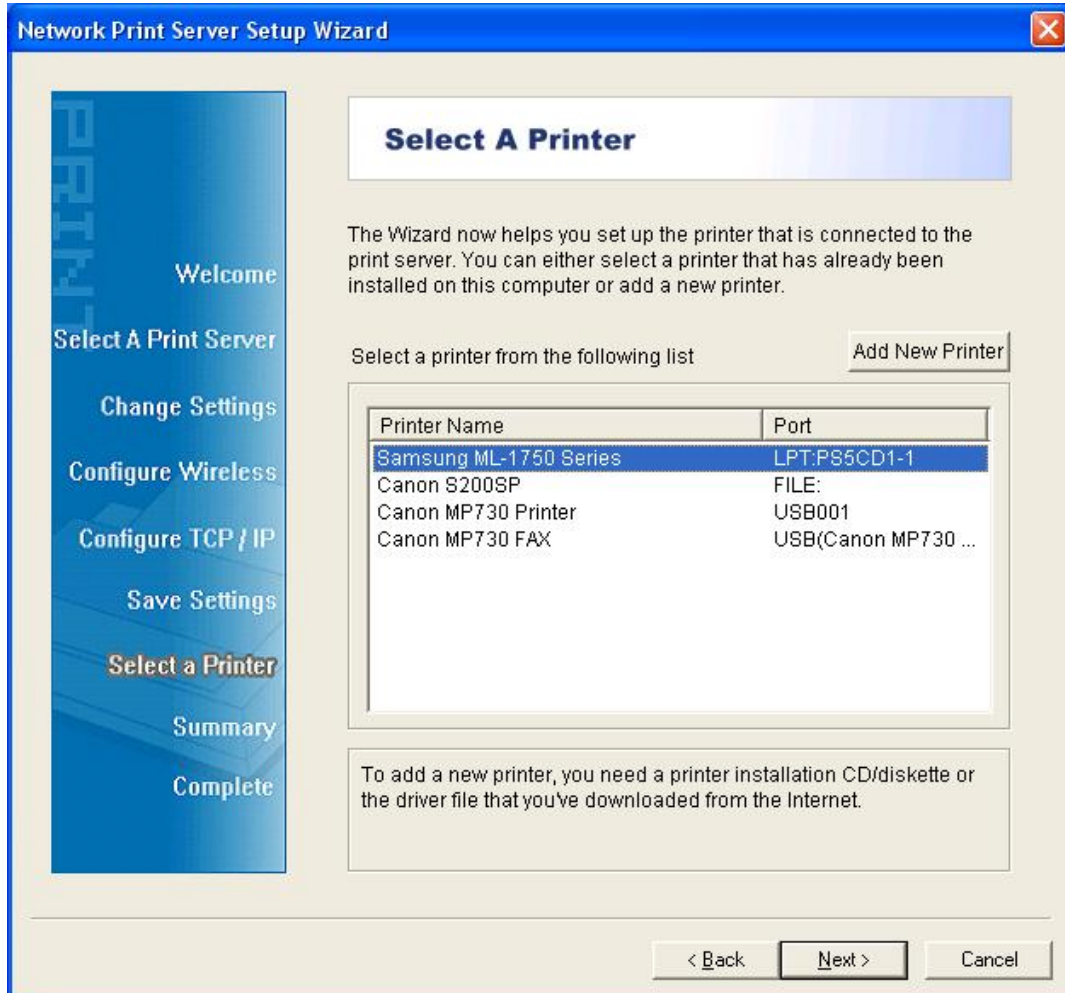 Network Print Server Setup Wizard
PRINT
Welcome
Select A Print Server
Change Settings
Configure Wireless
Configure TCP / IP
Save Settings
Select a Printer
Summary
Complete
Select A Printer
The Wizard now helps you set up the printer that is connected to the
print server. You can either select a printer that has already been
installed on this computer or add a new printer.
Select a printer from the following list
Add New Printer
Printer Name Port
Samsung ML-1750 Series LPT:PS5CD1-1
Canon S200SP FILE:
Canon MP730 Printer USB001
Canon MP730 FAX USB(Canon MP730 ...
To add a new printer, you need a printer installation CD/diskette or
the driver file that you've downloaded from the Internet.
< Back Next > Cancel